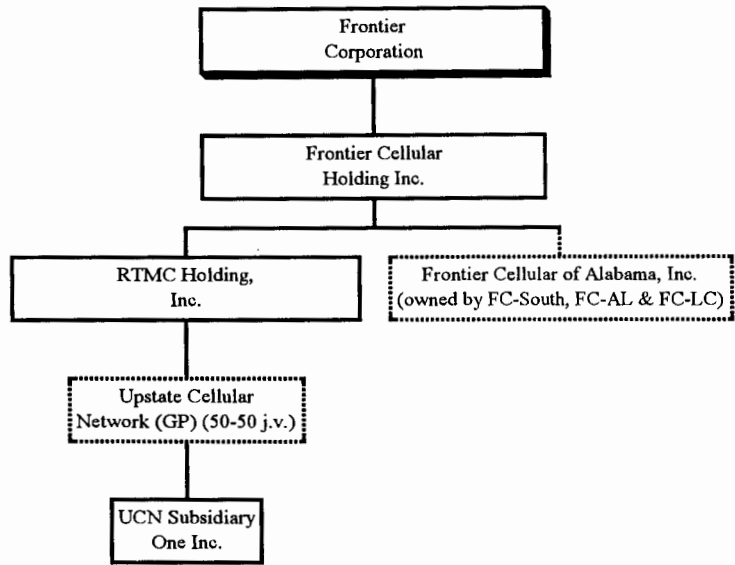 Frontier
Corporation
Frontier Cellular
Holding Inc.
RTMC Holding,
Inc.
Frontier Cellular of Alabama, Inc.
(owned by FC-South, FC-AL & FC-LC)
Upstate Cellular
Network (GP) (50-50 j.v.)
UCN Subsidiary
One Inc.